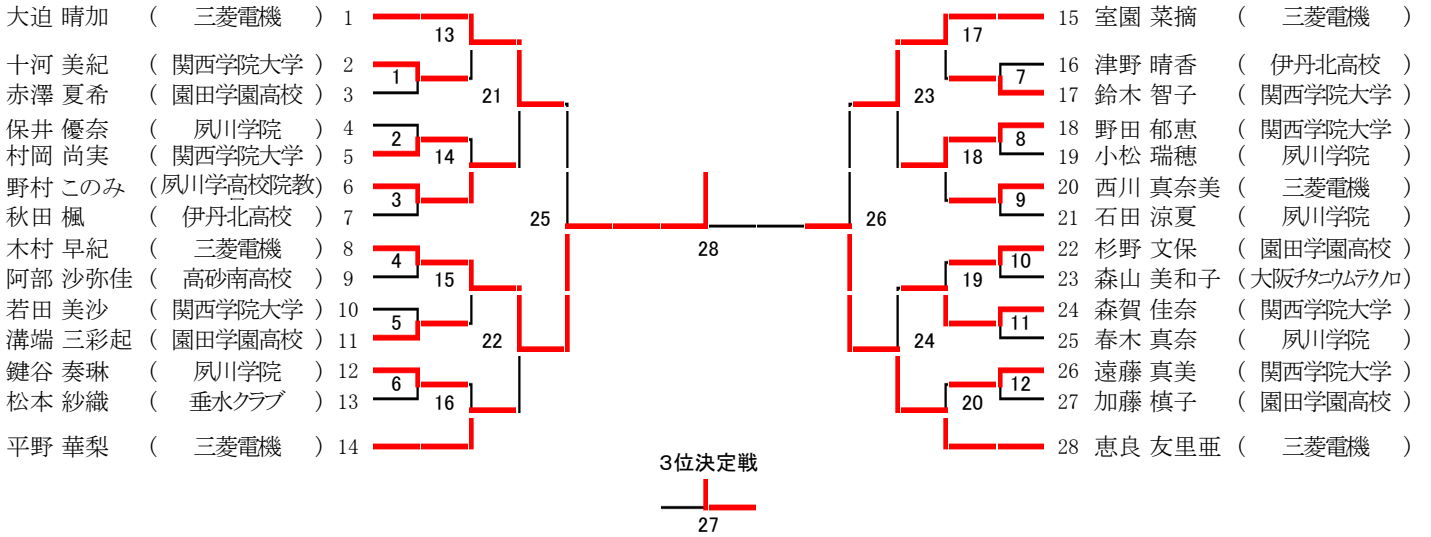 大迫 晴加 ( 三菱電機 ) 1
十河 美紀 ( 関西学院大学 ) 2
赤澤 夏希 ( 園田学園高校 ) 3
保井 優奈 ( 夙川学院 ) 4
村岡 尚実 ( 関西学院大学 ) 5
野村 このみ (夙川学高校院教) 6
秋田 楓 ( 伊丹北高校 ) 7
木村 早紀 ( 三菱電機 ) 8
阿部 沙弥佳 ( 高砂南高校 ) 9
若田 美沙 ( 関西学院大学 ) 10
溝端 三彩起 ( 園田学園高校 ) 11
鍵谷 奏琳 ( 夙川学院 ) 12
松本 紗織 ( 垂水クラブ ) 13
平野 華梨 ( 三菱電機 ) 14
13
1
21
2
14
3
25
4
15
5
22
6
16
28
3位決定戦
27
17
7
23
8
18
9
26
10
19
11
24
12
20
15 室園 菜摘 ( 三菱電機 )
16 津野 晴香 ( 伊丹北高校 )
17 鈴木 智子 ( 関西学院大学 )
18 野田 郁恵 ( 関西学院大学 )
19 小松 瑞穂 ( 夙川学院 )
20 西川 真奈美 ( 三菱電機 )
21 石田 涼夏 ( 夙川学院 )
22 杉野 文保 ( 園田学園高校 )
23 森山 美和子 (大阪チタニウムテクノロ)
24 森賀 佳奈 ( 関西学院大学 )
25 春木 真奈 ( 夙川学院 )
26 遠藤 真美 ( 関西学院大学 )
27 加藤 槙子 ( 園田学園高校 )
28 恵良 友里亜 ( 三菱電機 )